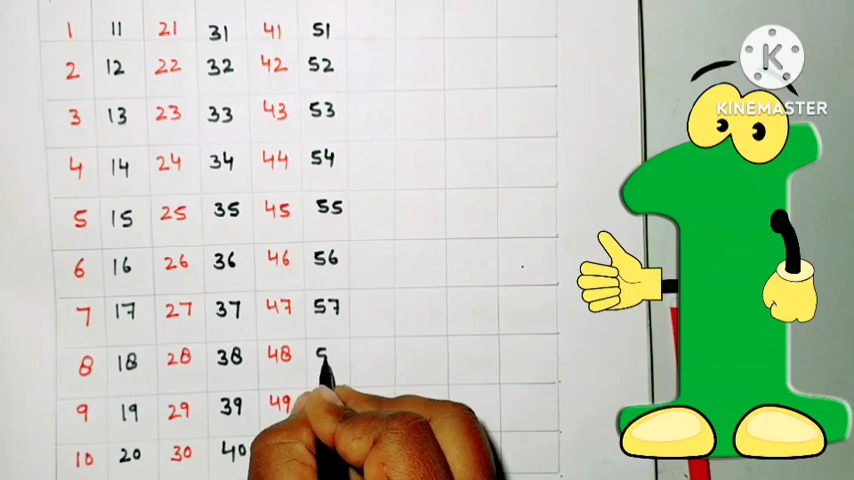 1 11 21 31 41 51
2 12 22 32 42 52
3 13 23 33 43 53
4 14 24 34 44 54
5 15 25 35 45 55
6 16 26 36 46 56
7 17 27 37 47 57
8 18 28 38 48 5
9 19 29 39 49
10 20 30 40
K
KINEMASTER